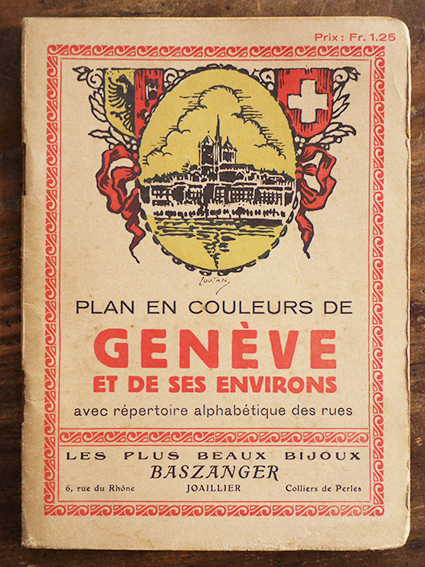 Prix : Fr. 1.25
LOUTAN
PLAN EN COULEURS DE
GENÈVE
ET DE SES ENVIRONS
avec répertoire alphabétique des rues
LES PLUS BEAUX BIJOUX
BASZANGER
6, rue du Rhône JOAILLIER Colliers de Perles